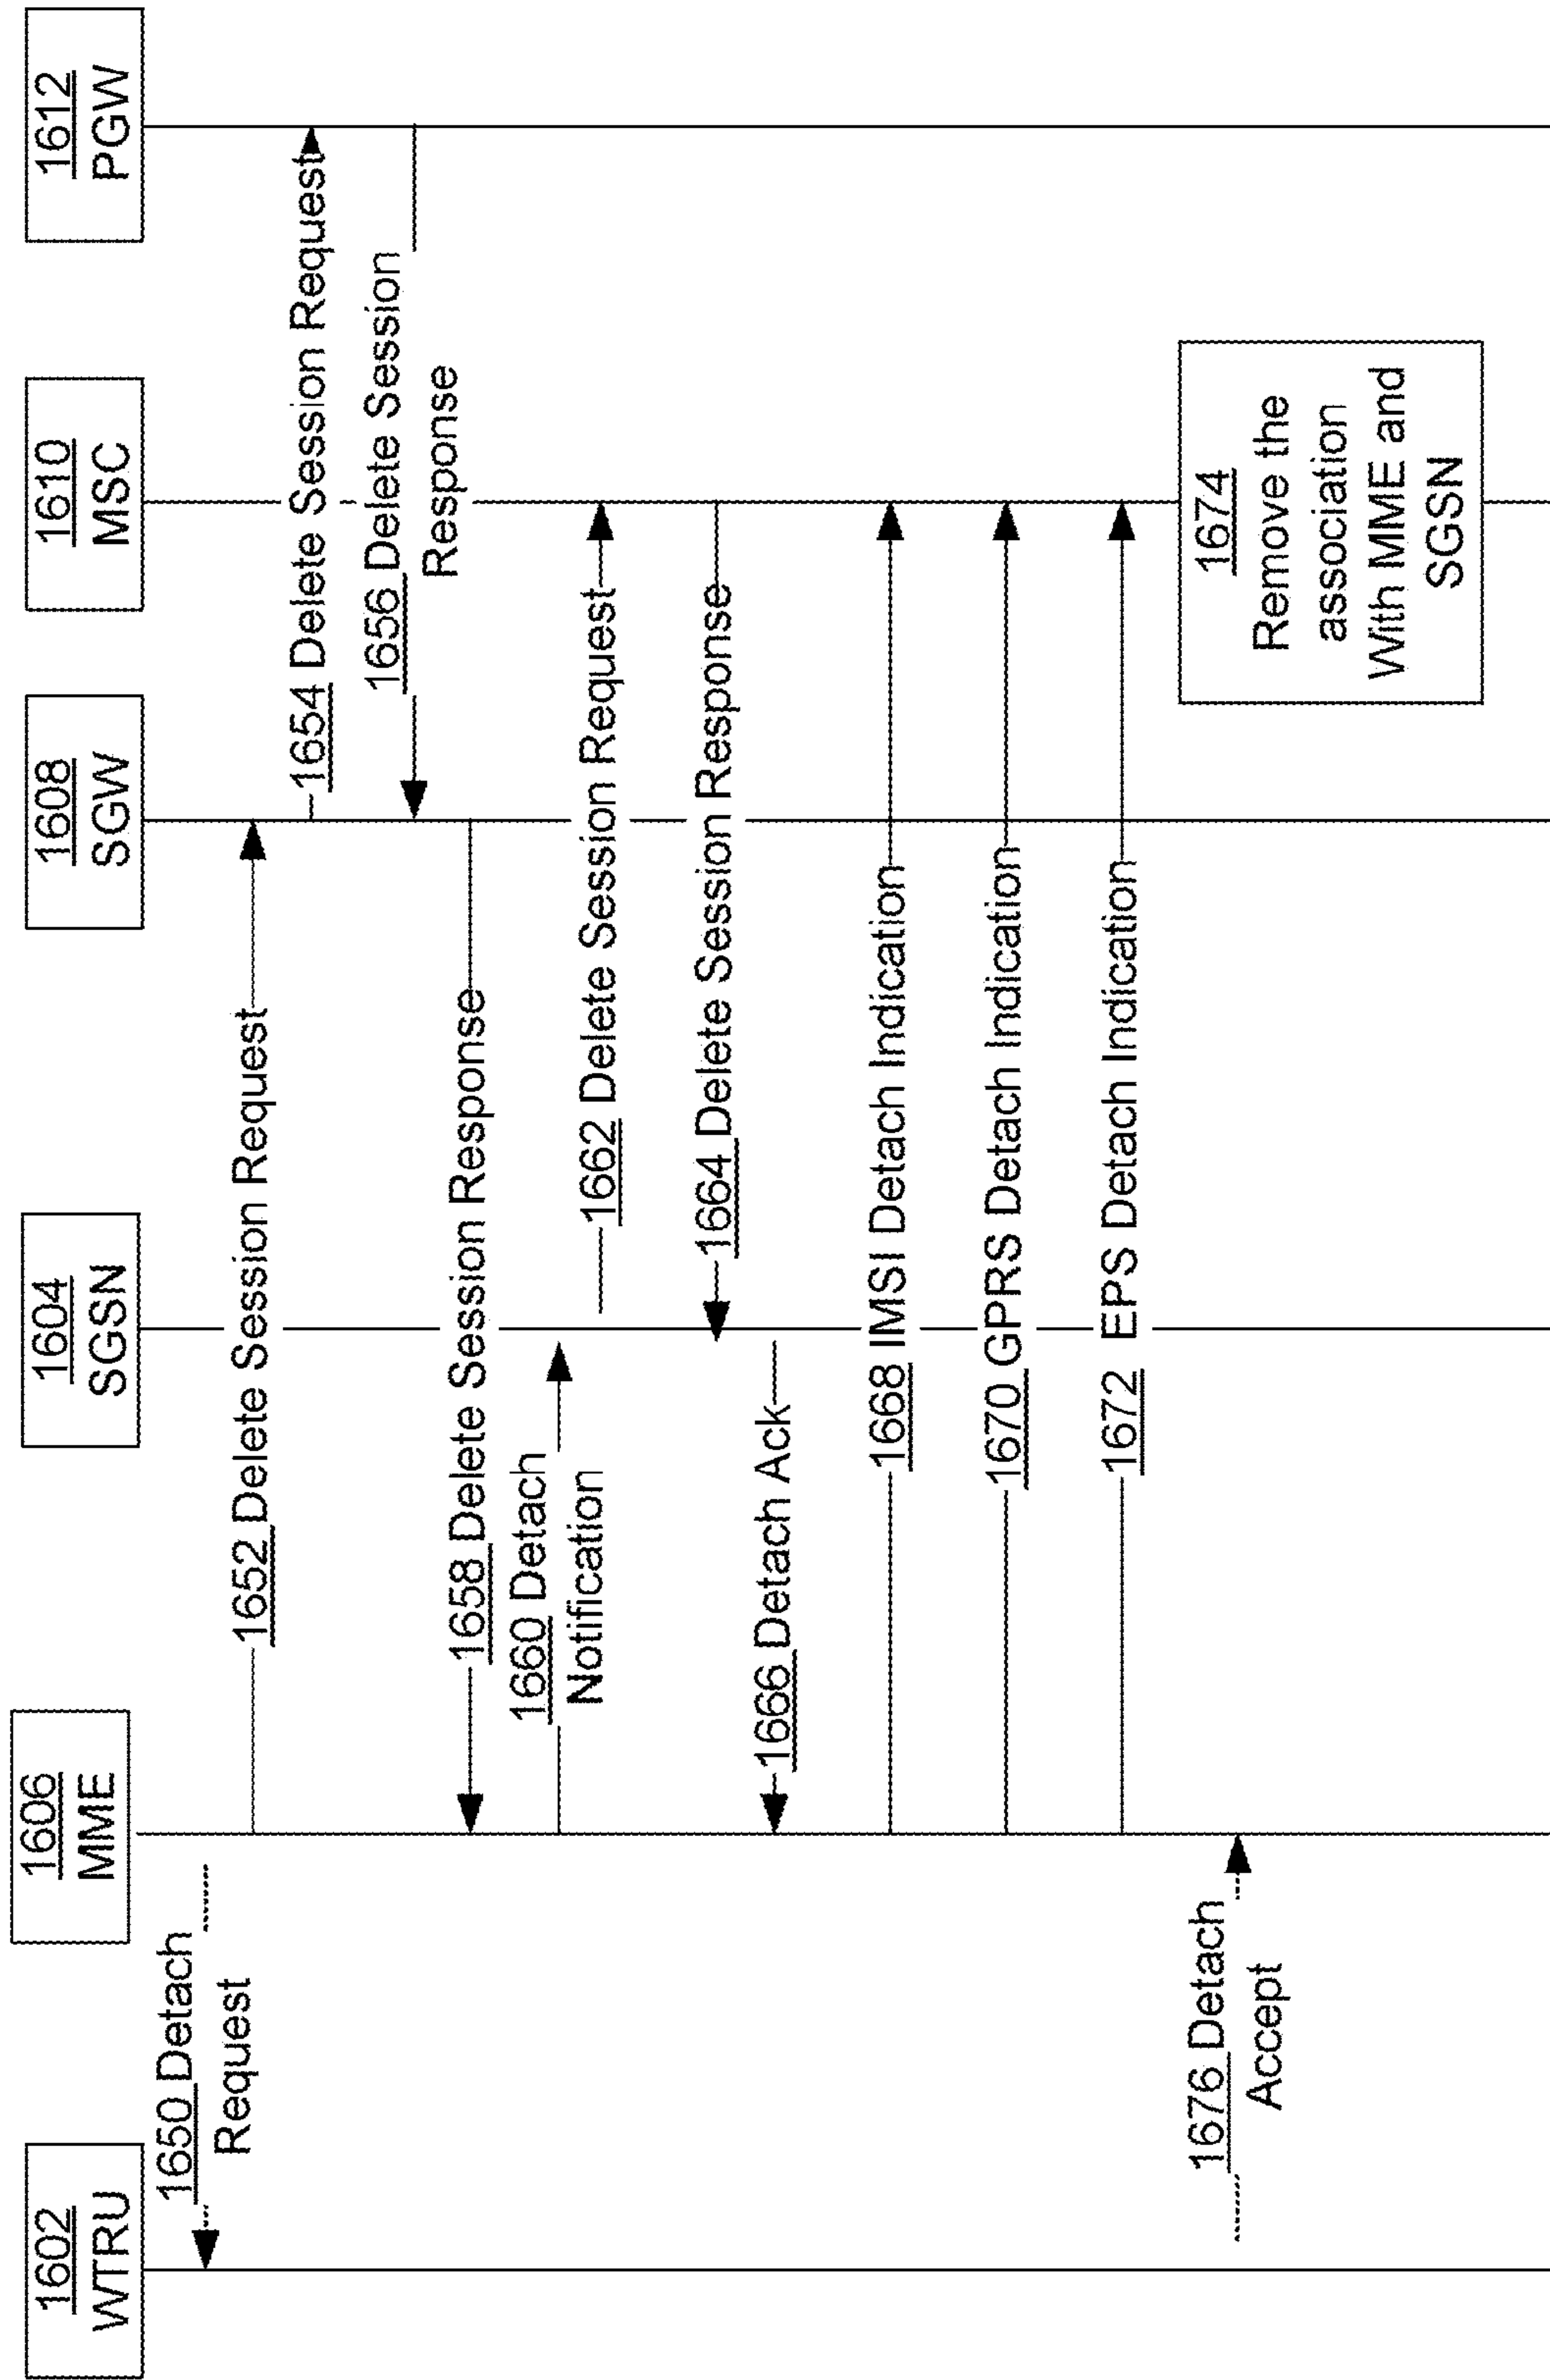 1602
WTRU
1606
MME
1604
SGSN
1608
SGW
1610
MSC
1612
PGW
1650 Detach
Request
1652 Delete Session Request
1654 Delete Session Request
1656 Delete Session
Response
1658 Delete Session Response
1660 Detach
Notification
1662 Delete Session Request
1664 Delete Session Response
1666 Detach Ack
1668 IMSI Detach Indication
1670 GPRS Detach Indication
1672 EPS Detach Indication
1674
Remove the
association
With MME and
SGSN
1676 Detach
Accept